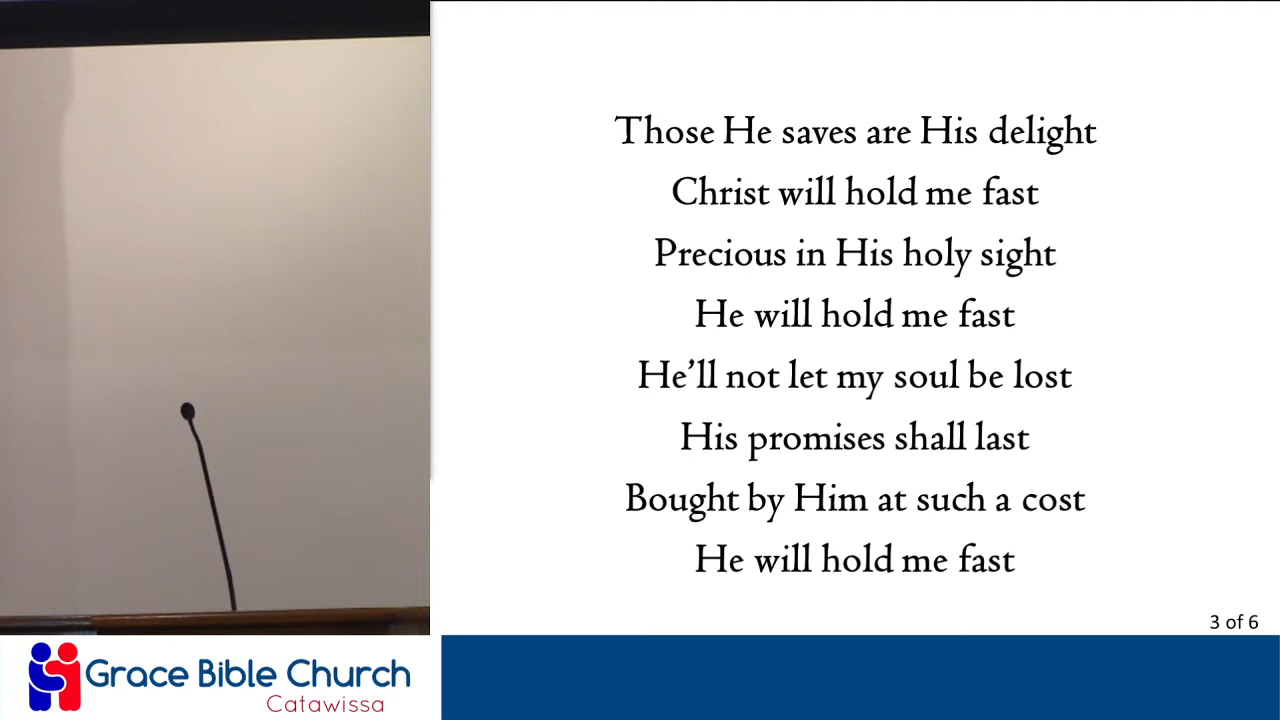 Those He saves are His delight
Christ will hold me fast
Precious in His holy sight
He will hold me fast
He’ll not let my soul be lost
His promises shall last
Bought by Him at such a cost
He will hold me fast
3 of 6
Grace Bible Church
Catawissa